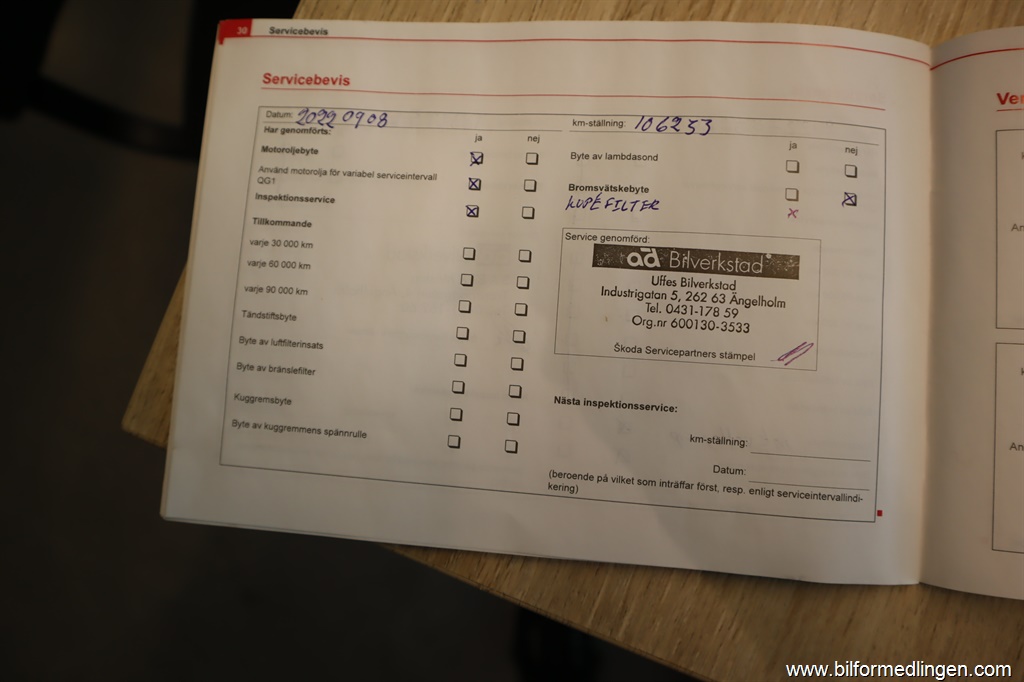 30 Servicebevis
Servicebevis
Datum: 20220908
km-ställning: 106253
Har genomförts:
ja nej
ja nej
Motoroljebyte
Byte av lambdasond
Använd motorolja för variabel serviceintervall
QG1
Bromsvätskebyte
Inspektionsservice
KUPÉFILTER
Tillkommande
varje 30 000 km
varje 60 000 km
varje 90 000 km
Tändstiftsbyte
Byte av luftfilterinsats
Byte av bränslefilter
Kuggremsbyte
Byte av kuggremmens spännrulle
Service genomförd:
ad Bilverkstad
Uffes Bilverkstad
Industrigatan 5, 262 63 Ängelholm
Tel. 0431-178 59
Org.nr 600130-3533
Škoda Servicepartners stämpel
Nästa inspektionsservice:
km-ställning:
Datum:
(beroende på vilket som inträffar först, resp. enligt serviceintervallindi-
kering)
www.bilformedlingen.com